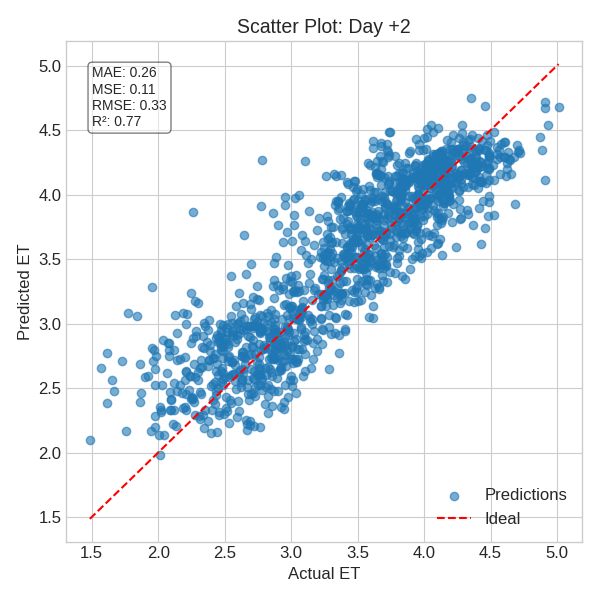 Scatter Plot: Day +2
MAE: 0.26
MSE: 0.11
RMSE: 0.33
R²: 0.77
Predicted ET
5.0
4.5
4.0
3.5
3.0
2.5
2.0
1.5
Predictions
Ideal
1.5 2.0 2.5 3.0 3.5 4.0 4.5 5.0
Actual ET